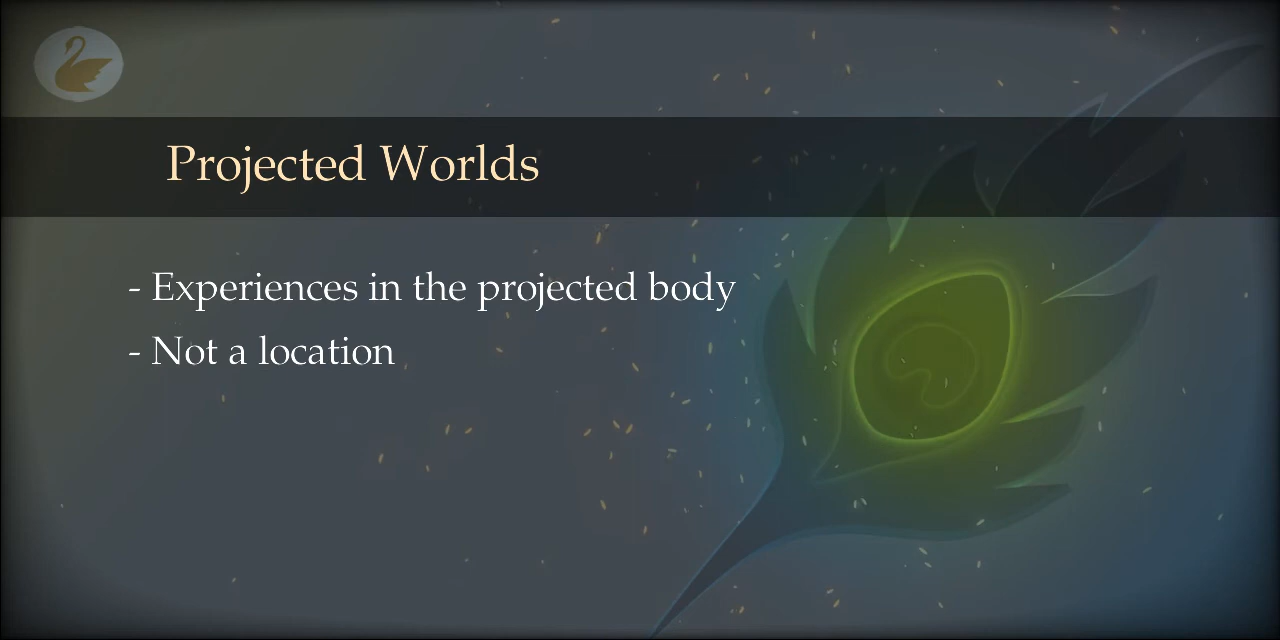 Projected Worlds
- Experiences in the projected body
- Not a location